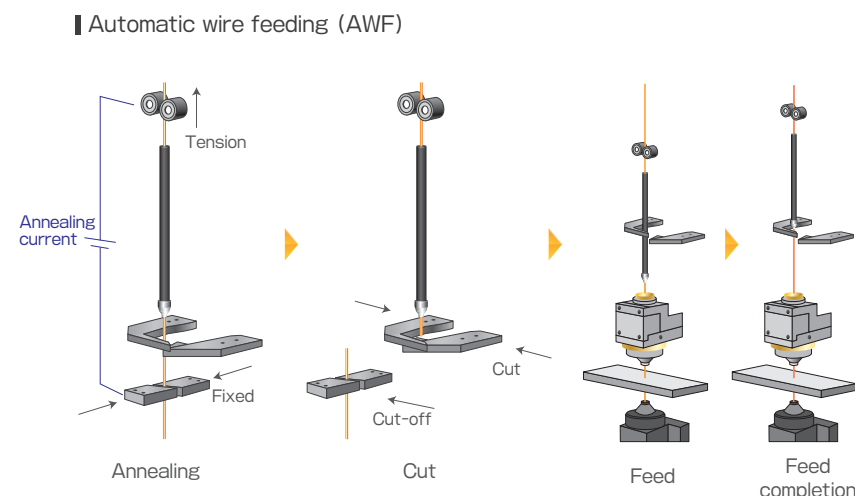 Automatic wire feeding (AWF)
Tension
Annealing
current
Fixed
Cut
Cut-off
Annealing
Cut
Feed
Feed
completion